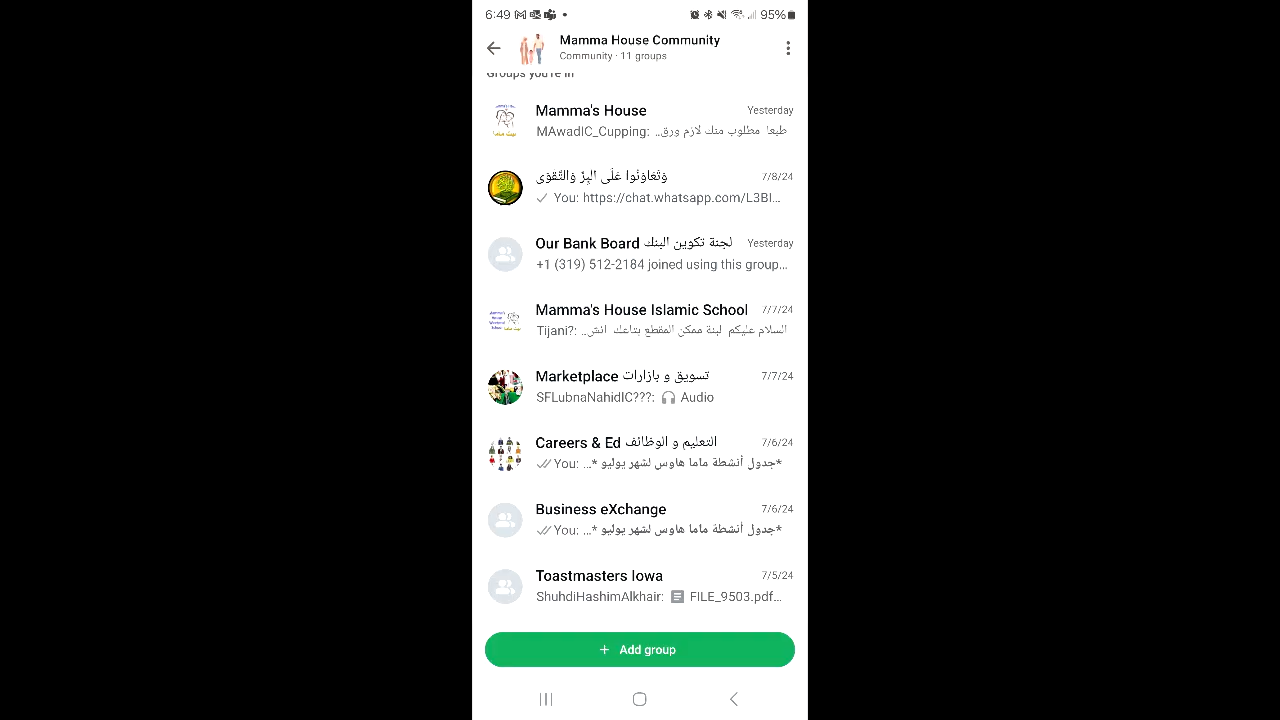 6:49 95%
Mamma House Community
Community · 11 groups
Groups you're in
Mamma's House Yesterday
MAwadIC_Cupping: طبعا مطلوب منك لازم ورق..
وَتَعَاوَنُوا عَلَى البِرِّ وَالتَّقْوَى 7/8/24
You: https://chat.whatsapp.com/L3BI...
Our Bank Board لجنة تكوين البنك Yesterday
+1 (319) 512-2184 joined using this group...
Mamma's House Islamic School 7/7/24
Tijani?: السلام عليكم لبنة ممكن المقطع بتاعك انش..
Marketplace تسويق و بازارات 7/7/24
SFLubnaNahidIC???: Audio
Careers & Ed التعليم و الوظائف 7/6/24
You: *جدول أنشطة ماما هاوس لشهر يوليو *...
Business eXchange 7/6/24
You: *جدول أنشطة ماما هاوس لشهر يوليو *...
Toastmasters Iowa 7/5/24
ShuhdiHashimAlkhair: FILE_9503.pdf...
+ Add group